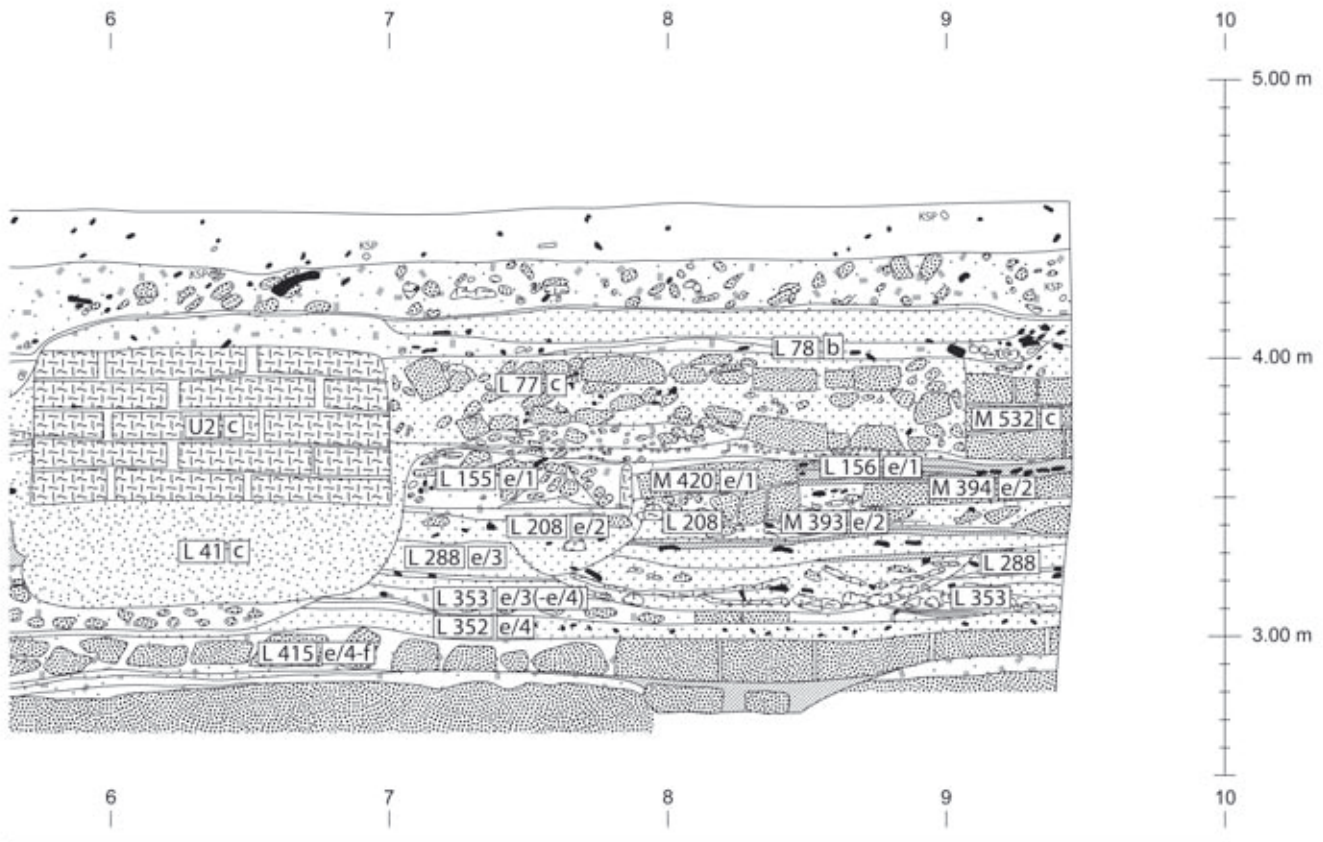 6 7 8 9 10
5.00 m
KSP
KSP
KSP
KSP
L 78 b
4.00 m
L 77 c
M 532 c
U2 c
L 156 e/1
L 155 e/1
M 420 e/1
M 394 e/2
L 208 e/2
L 208
M 393 e/2
L 41 c
L 288 e/3
L 288
L 353 e/3(-e/4)
L 353
L 352 e/4
3.00 m
L 415 e/4-f
6 7 8 9 10